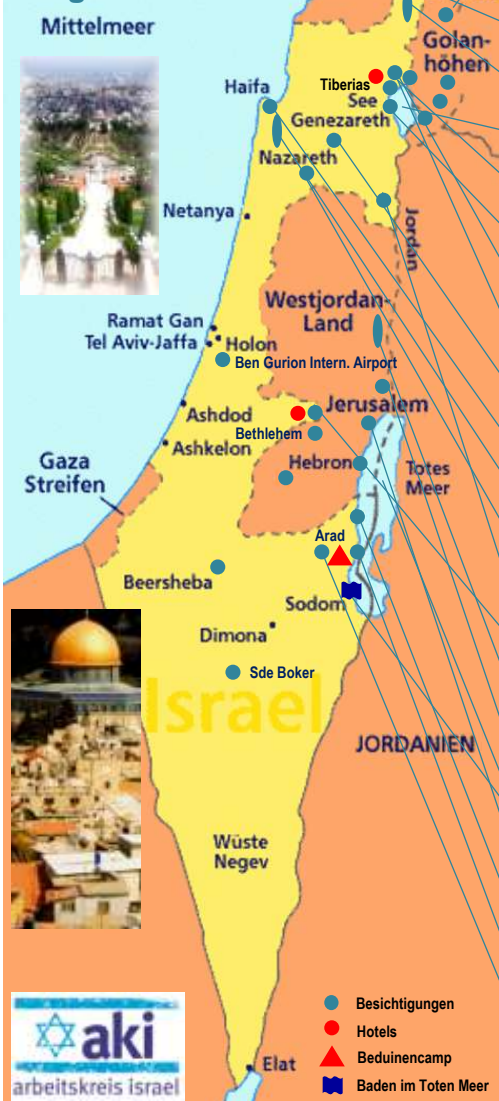 Mittelmeer
Golan-
höhen
Tiberias
See
Genezareth
Haifa
Nazareth
Netanya
Jordan
Westjordan-
Land
Ramat Gan
Tel Aviv-Jaffa
Holon
Ben Gurion Intern. Airport
Ashdod
Jerusalem
Bethlehem
Ashkelon
Hebron
Gaza
Streifen
Totes
Meer
Arad
Beersheba
Sodom
Dimona
Sde Boker
Israel
JORDANIEN
Wüste
Negev
Elat
aki
arbeitskreis israel
Besichtigungen
Hotels
Beduinencamp
Baden im Toten Meer